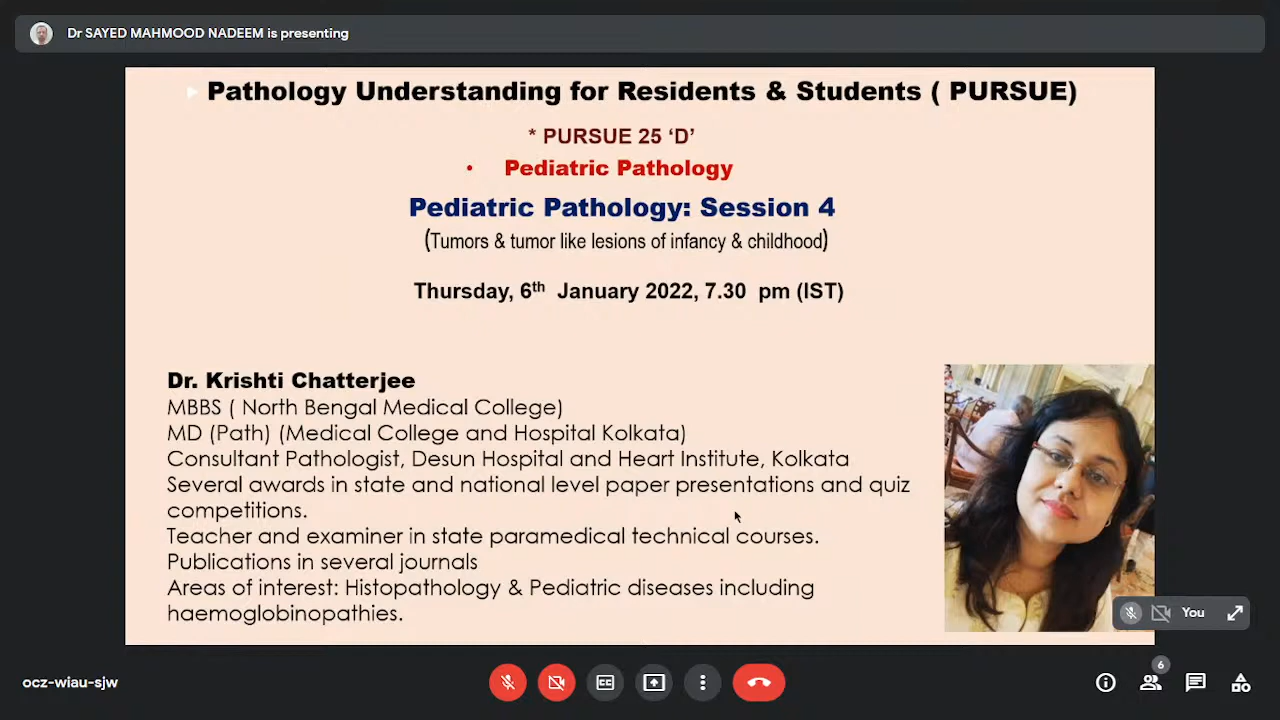 Dr SAYED MAHMOOD NADEEM is presenting
Pathology Understanding for Residents & Students ( PURSUE)
* PURSUE 25 ‘D’
• Pediatric Pathology
Pediatric Pathology: Session 4
(Tumors & tumor like lesions of infancy & childhood)
Thursday, 6th January 2022, 7.30 pm (IST)
Dr. Krishti Chatterjee
MBBS ( North Bengal Medical College)
MD (Path) (Medical College and Hospital Kolkata)
Consultant Pathologist, Desun Hospital and Heart Institute, Kolkata
Several awards in state and national level paper presentations and quiz
competitions.
Teacher and examiner in state paramedical technical courses.
Publications in several journals
Areas of interest: Histopathology & Pediatric diseases including
haemoglobinopathies.
You
ocz-wiau-sjw
CC
6